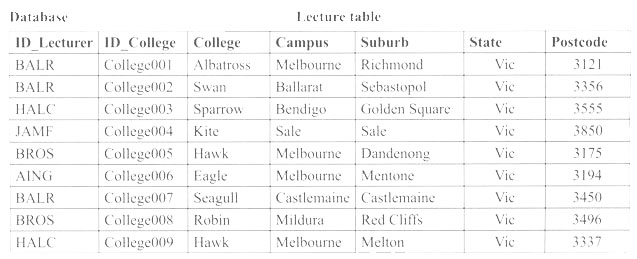 Database Lecture table
ID_Lecturer ID_College College Campus Suburb State Postcode
BALR College001 Albatross Melbourne Richmond Vic 3121
BALR College002 Swan Ballarat Sebastopol Vic 3356
HALC College003 Sparrow Bendigo Golden Square Vic 3555
JAMF College004 Kite Sale Sale Vic 3850
BROS College005 Hawk Melbourne Dandenong Vic 3175
AING College006 Eagle Melbourne Mentone Vic 3194
BALR College007 Seagull Castlemaine Castlemaine Vic 3450
BROS College008 Robin Mildura Red Cliffs Vic 3496
HALC College009 Hawk Melbourne Melton Vic 3337